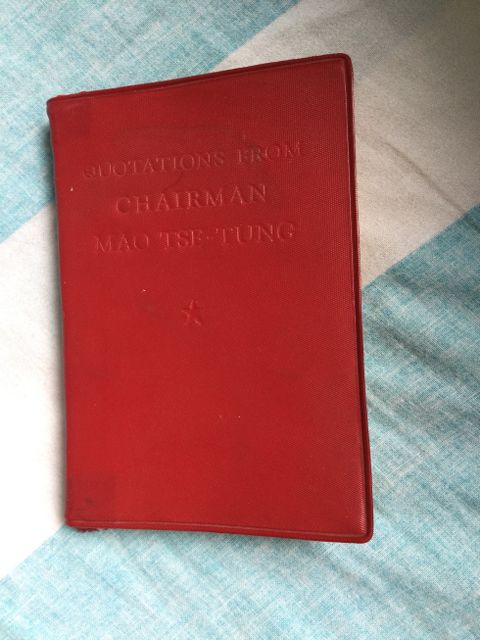 QUOTATIONS FROM
CHAIRMAN
MAO TSE-TUNG